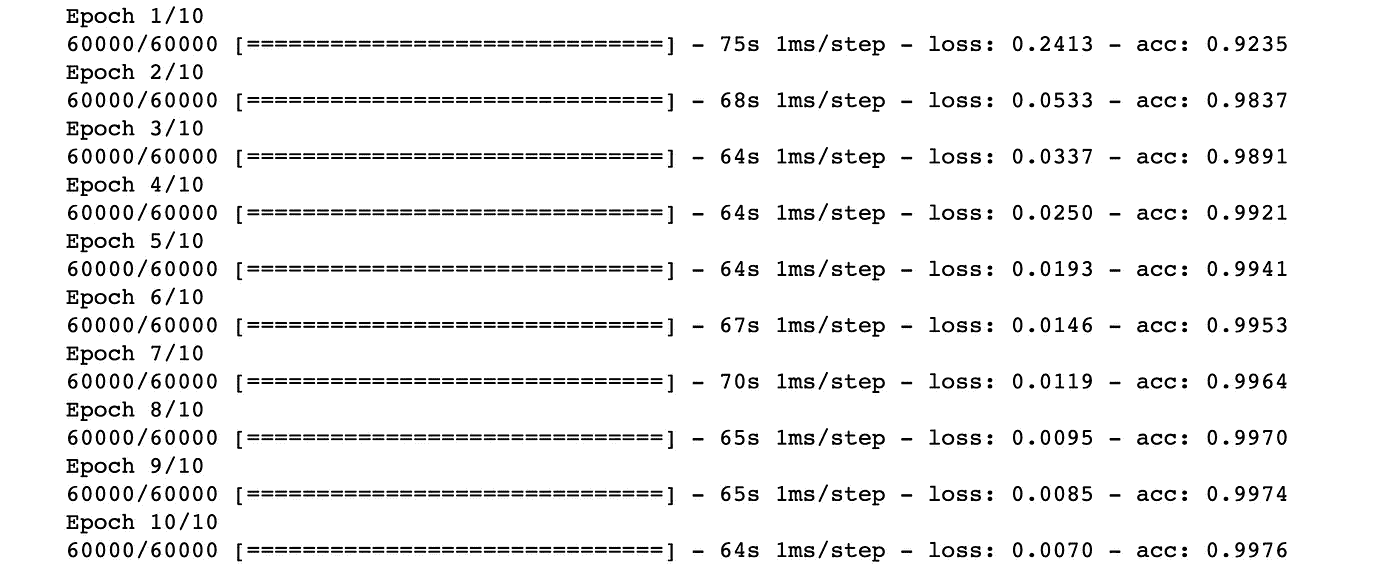 Epoch 1/10
60000/60000 [==============================] - 75s 1ms/step - loss: 0.2413 - acc: 0.9235
Epoch 2/10
60000/60000 [==============================] - 68s 1ms/step - loss: 0.0533 - acc: 0.9837
Epoch 3/10
60000/60000 [==============================] - 64s 1ms/step - loss: 0.0337 - acc: 0.9891
Epoch 4/10
60000/60000 [==============================] - 64s 1ms/step - loss: 0.0250 - acc: 0.9921
Epoch 5/10
60000/60000 [==============================] - 64s 1ms/step - loss: 0.0193 - acc: 0.9941
Epoch 6/10
60000/60000 [==============================] - 67s 1ms/step - loss: 0.0146 - acc: 0.9953
Epoch 7/10
60000/60000 [==============================] - 70s 1ms/step - loss: 0.0119 - acc: 0.9964
Epoch 8/10
60000/60000 [==============================] - 65s 1ms/step - loss: 0.0095 - acc: 0.9970
Epoch 9/10
60000/60000 [==============================] - 65s 1ms/step - loss: 0.0085 - acc: 0.9974
Epoch 10/10
60000/60000 [==============================] - 64s 1ms/step - loss: 0.0070 - acc: 0.9976